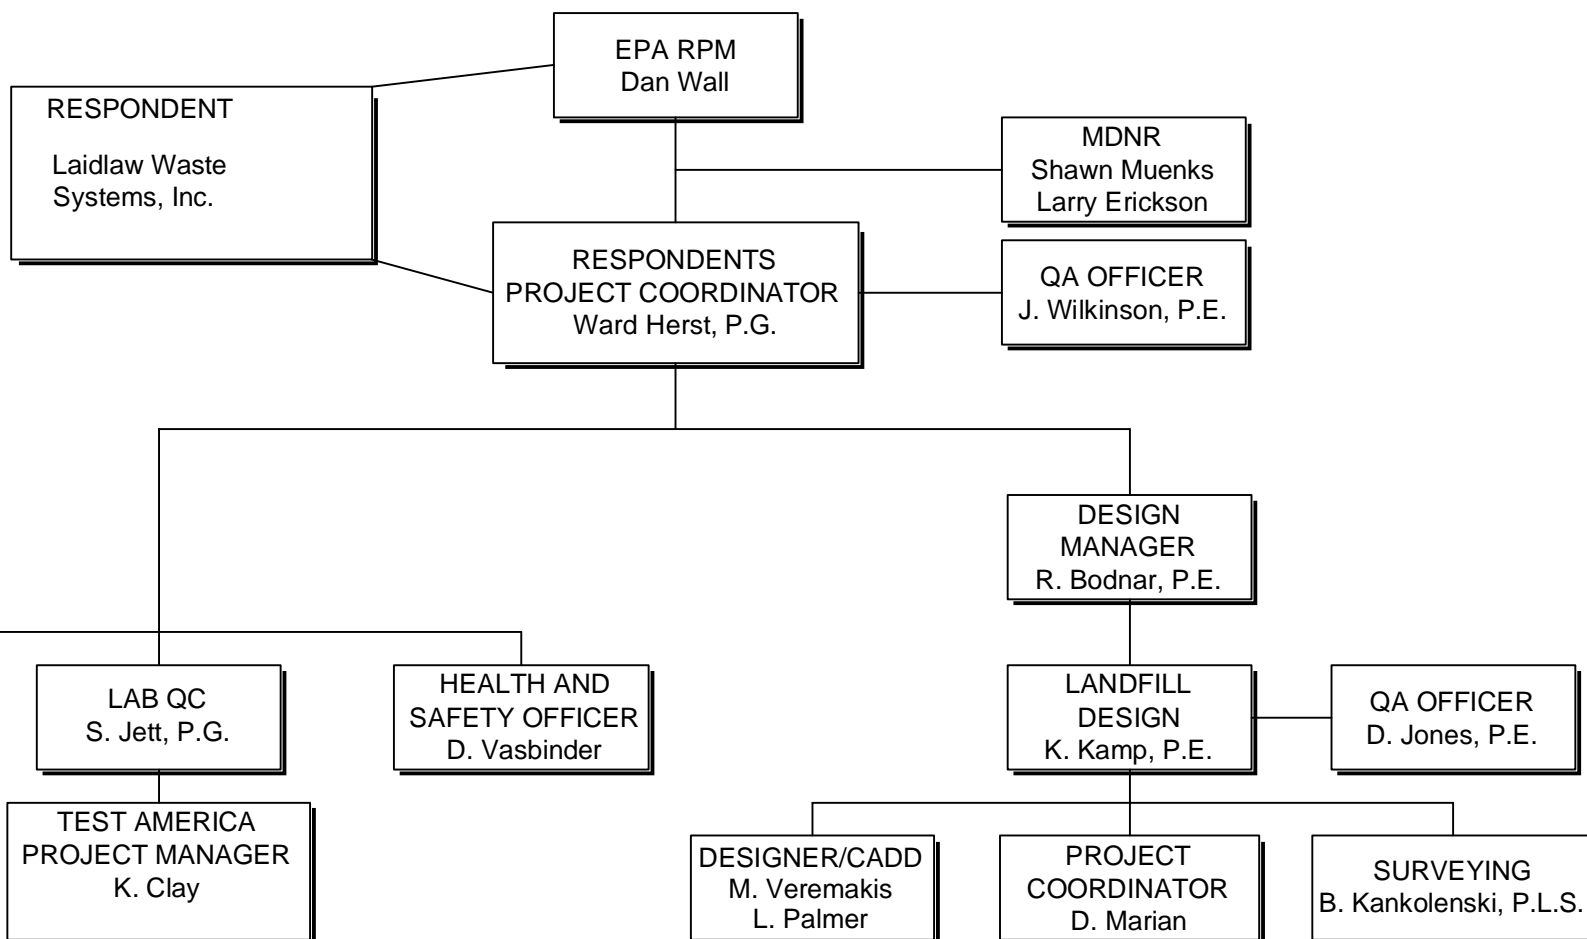 EPA RPM
Dan Wall
RESPONDENT
Laidlaw Waste
Systems, Inc.
MDNR
Shawn Muenks
Larry Erickson
RESPONDENTS
PROJECT COORDINATOR
Ward Herst, P.G.
QA OFFICER
J. Wilkinson, P.E.
DESIGN
MANAGER
R. Bodnar, P.E.
LAB QC
S. Jett, P.G.
HEALTH AND
SAFETY OFFICER
D. Vasbinder
LANDFILL
DESIGN
K. Kamp, P.E.
QA OFFICER
D. Jones, P.E.
TEST AMERICA
PROJECT MANAGER
K. Clay
DESIGNER/CADD
M. Veremakis
L. Palmer
PROJECT
COORDINATOR
D. Marian
SURVEYING
B. Kankolenski, P.L.S.